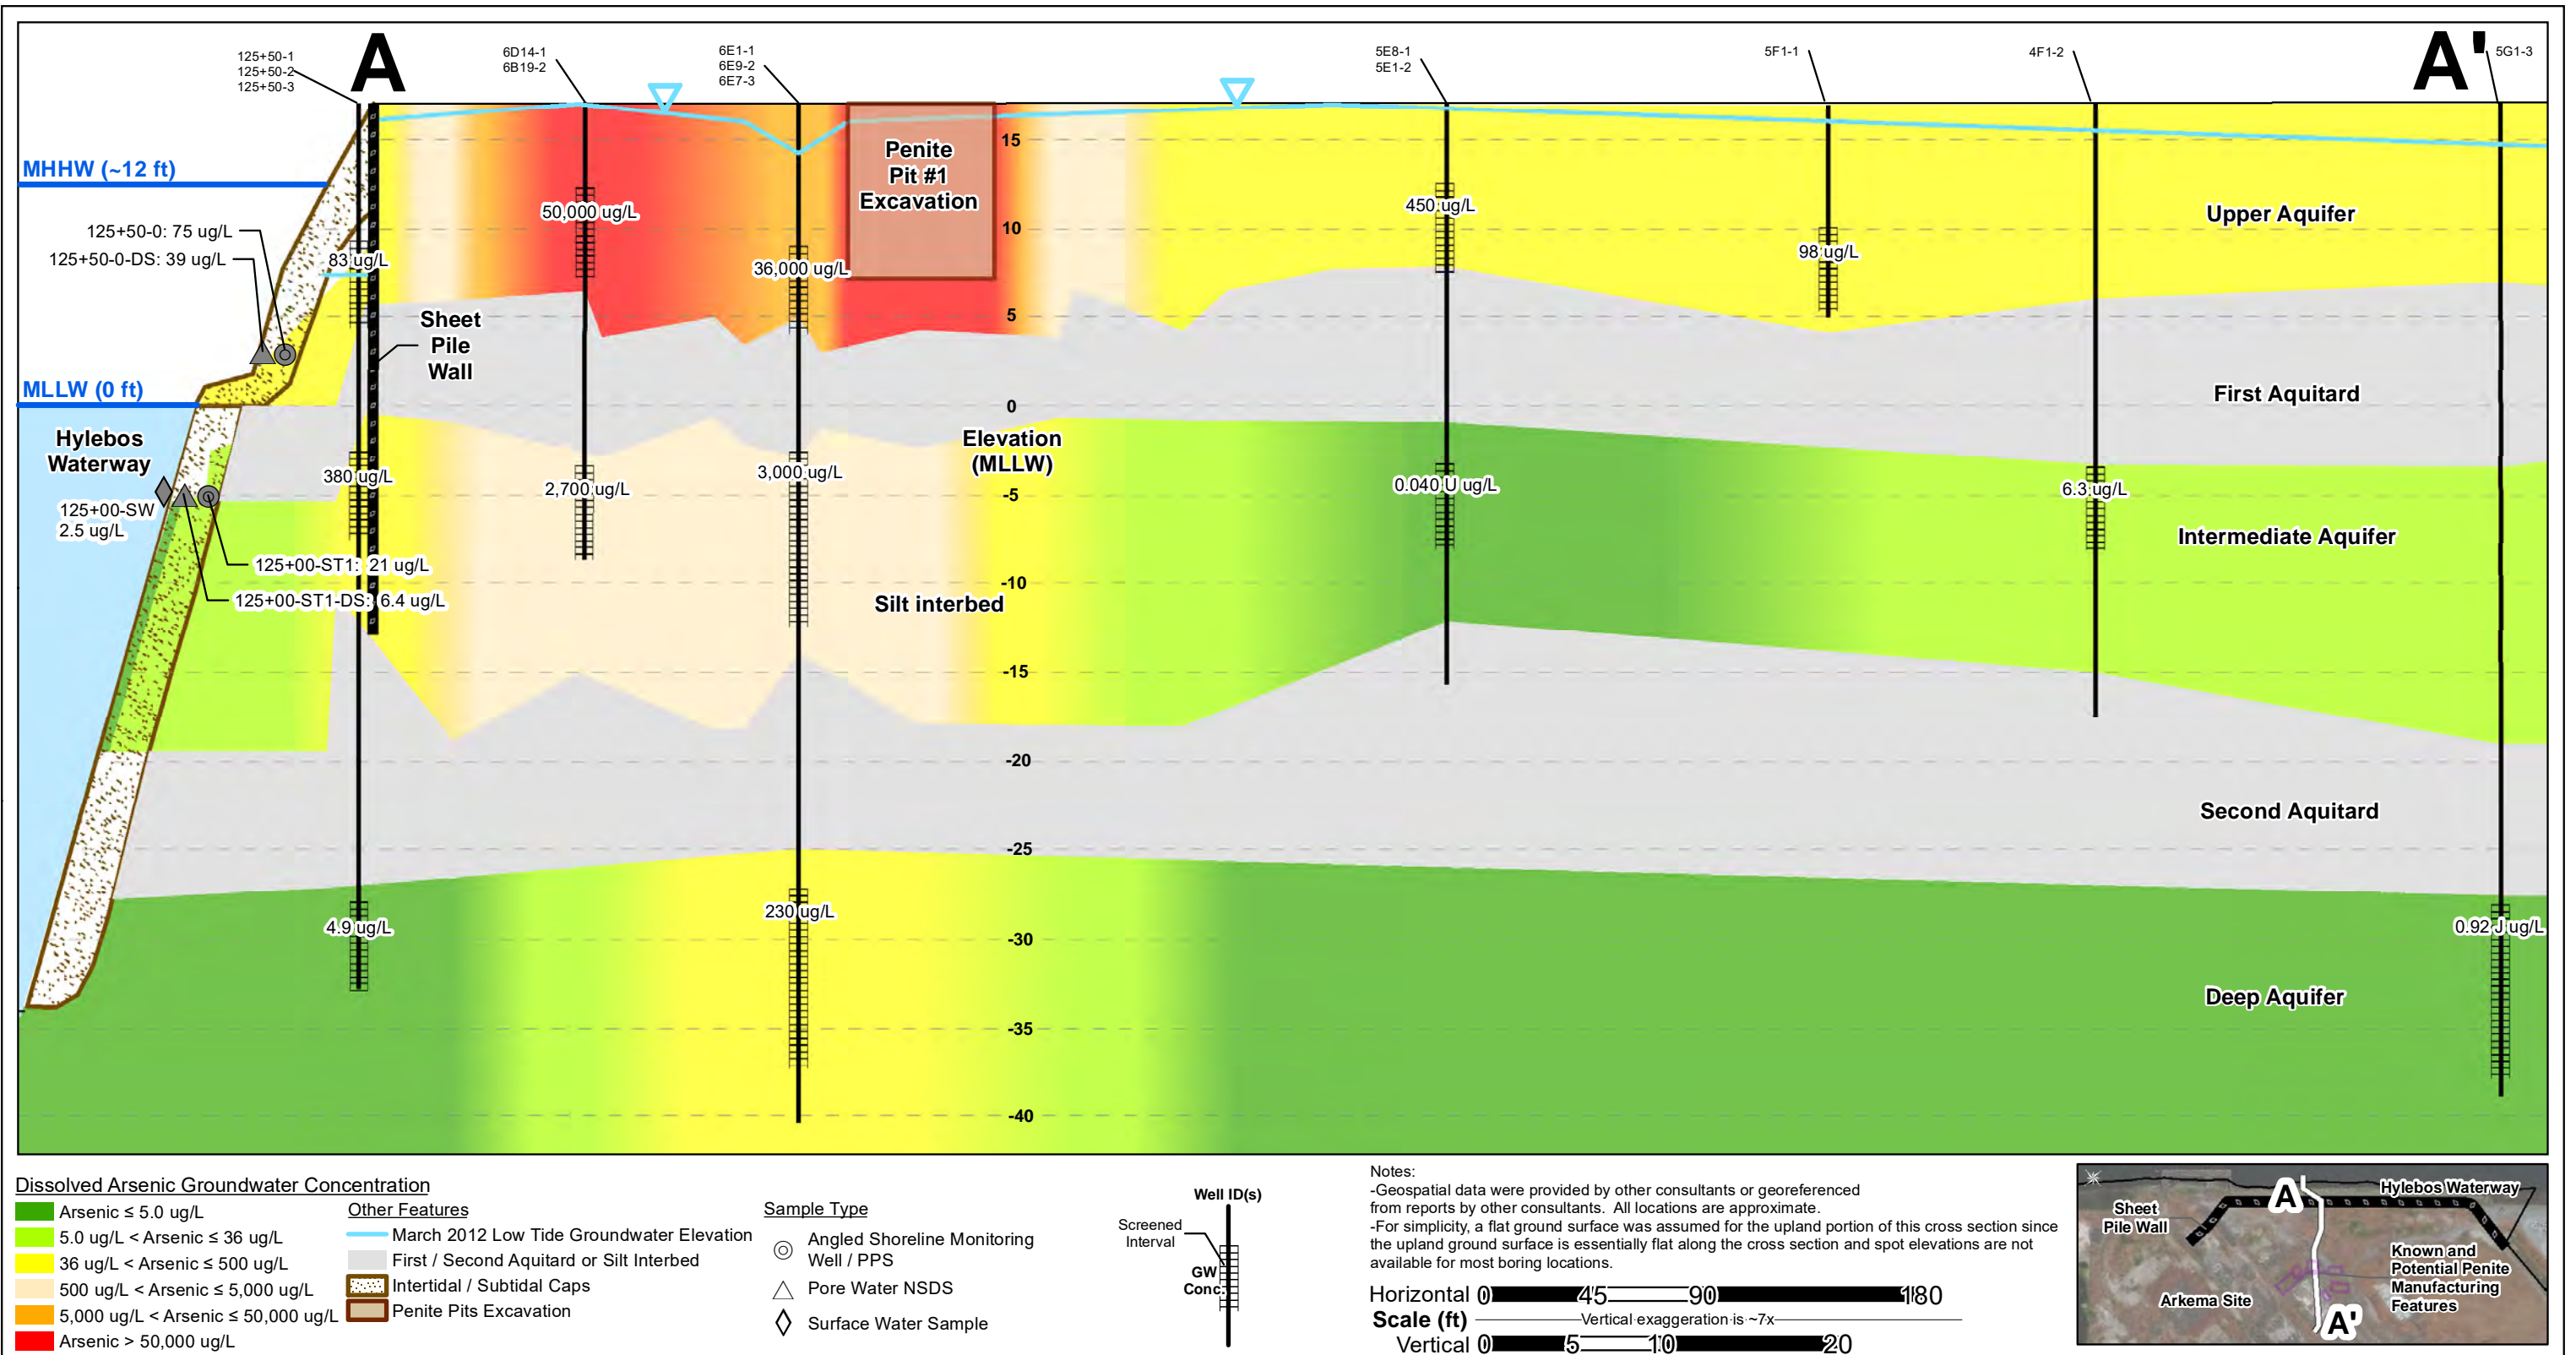 125+50-1
125+50-2
125+50-3
A
6D14-1
6B19-2
6E1-1
6E9-2
6E7-3
5E8-1
5E1-2
5F1-1
4F1-2
A'
5G1-3
MHHW (~12 ft)
125+50-0: 75 ug/L
125+50-0-DS: 39 ug/L
83 ug/L
50,000 ug/L
36,000 ug/L
Penite
Pit #1
Excavation
15
10
5
0
-5
-10
-15
-20
-25
-30
-35
-40
450 ug/L
98 ug/L
Upper Aquifer
Sheet
Pile
Wall
First Aquitard
MLLW (0 ft)
Hylebos
Waterway
Elevation
(MLLW)
380 ug/L
2,700 ug/L
3,000 ug/L
0.040 U ug/L
6.3 ug/L
125+00-SW
2.5 ug/L
Intermediate Aquifer
125+00-ST1: 21 ug/L
125+00-ST1-DS: 6.4 ug/L
Silt interbed
Second Aquitard
4.9 ug/L
230 ug/L
0.92 J ug/L
Deep Aquifer
Dissolved Arsenic Groundwater Concentration
Arsenic ≤ 5.0 ug/L
5.0 ug/L < Arsenic ≤ 36 ug/L
36 ug/L < Arsenic ≤ 500 ug/L
500 ug/L < Arsenic ≤ 5,000 ug/L
5,000 ug/L < Arsenic ≤ 50,000 ug/L
Arsenic > 50,000 ug/L
Other Features
March 2012 Low Tide Groundwater Elevation
First / Second Aquitard or Silt Interbed
Intertidal / Subtidal Caps
Penite Pits Excavation
Sample Type
Angled Shoreline Monitoring
Well / PPS
Pore Water NSDS
Surface Water Sample
Well ID(s)
Screened
Interval
GW
Conc.
Notes:
-Geospatial data were provided by other consultants or georeferenced
from reports by other consultants. All locations are approximate.
-For simplicity, a flat ground surface was assumed for the upland portion of this cross section since
the upland ground surface is essentially flat along the cross section and spot elevations are not
available for most boring locations.
Horizontal 0 45 90 180
Scale (ft) Vertical exaggeration is ~7x
Vertical 0 5 10 20
A
Hylebos Waterway
Sheet
Pile Wall
Known and
Potential Penite
Manufacturing
Features
Arkema Site
A'